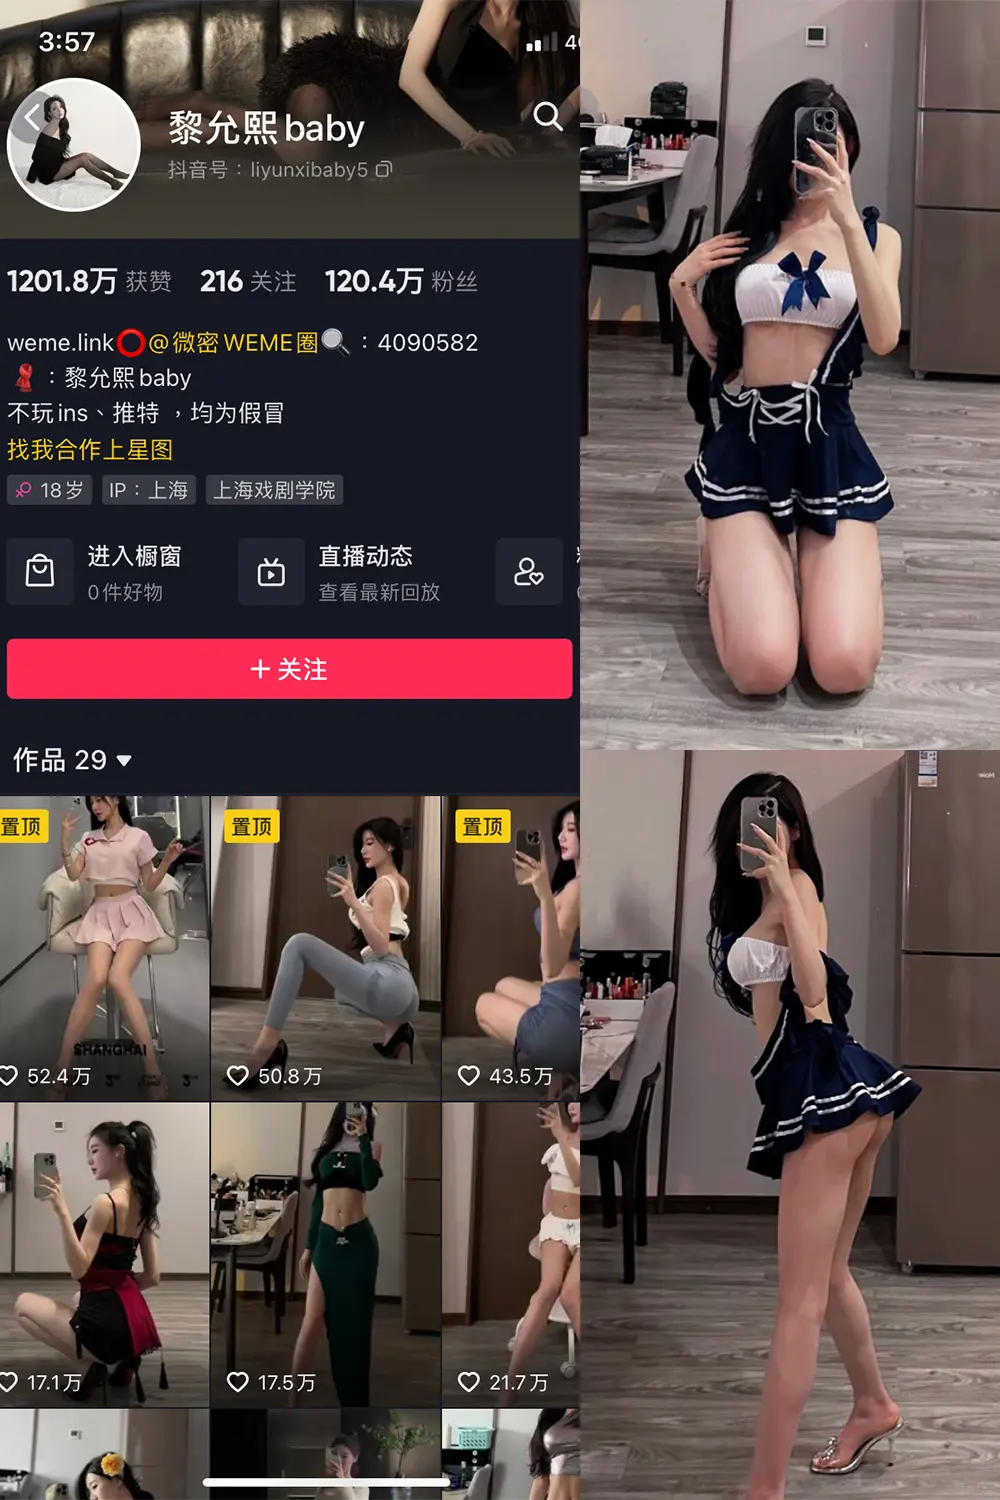 3:57
黎允熙baby
抖音号：liyunxibaby5
1201.8万 获赞 216 关注 120.4万 粉丝
weme.link⭕@微密WEME圈🔍：4090582
：黎允熙baby
不玩ins、推特，均为假冒
找我合作上星图
18岁 IP：上海 上海戏剧学院
进入橱窗
0件好物
直播动态
查看最新回放
+关注
作品 29
置顶 置顶 置顶
SHANGHAI
52.4万 50.8万 43.5万
17.1万 17.5万 21.7万